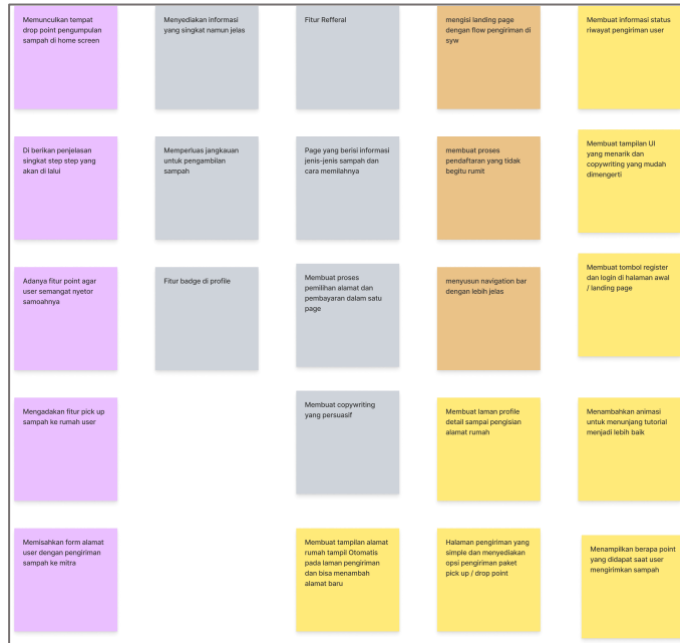 Memunculkan tempat
drop point pengumpulan
sampah di home screen
Menyediakan informasi
yang singkat namun jelas
Fitur Refferal
mengisi landing page
dengan flow pengiriman di
syw
Membuat informasi status
riwayat pengiriman user
Di berikan penjelasan
singkat step step yang
akan di lalui
Memperluas jangkauan
untuk pengambilan
sampah
Page yang berisi informasi
jenis-jenis sampah dan
cara memilahnya
membuat proses
pendaftaran yang tidak
begitu rumit
Membuat tampilan UI
yang menarik dan
copywriting yang mudah
dimengerti
Adanya fitur point agar
user semangat nyetor
samoahnya
Fitur badge di profile
Membuat proses
pemilihan alamat dan
pembayaran dalam satu
page
menyusun navigation bar
dengan lebih jelas
Membuat tombol register
dan login di halaman awal
/ landing page
Mengadakan fitur pick up
sampah ke rumah user
Membuat copywriting
yang persuasif
Membuat laman profile
detail sampai pengisian
alamat rumah
Menambahkan animasi
untuk menunjang tutorial
menjadi lebih baik
Memisahkan form alamat
user dengan pengiriman
sampah ke mitra
Membuat tampilan alamat
rumah tampil Otomatis
pada laman pengiriman
dan bisa menambah
alamat baru
Halaman pengiriman yang
simple dan menyediakan
opsi pengiriman paket
pick up / drop point
Menampilkan berapa point
yang didapat saat user
mengirimkan sampah